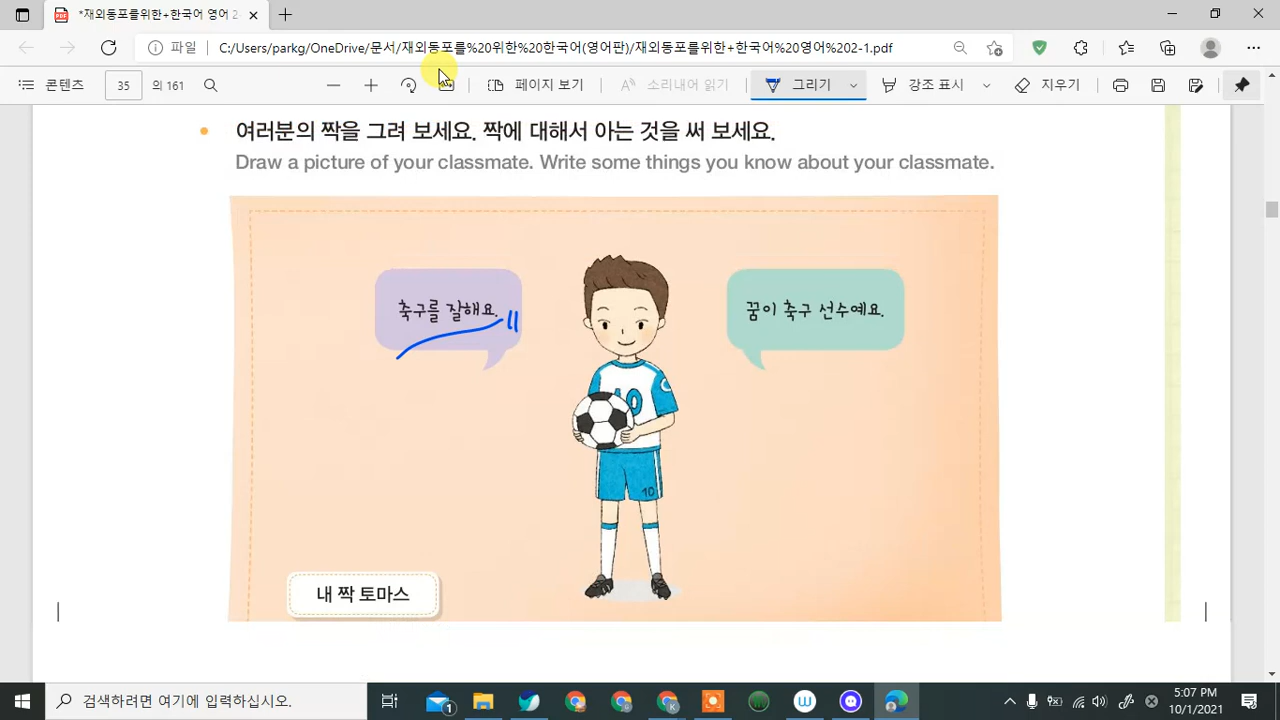 *재외동포를위한+한국어 영어 2
파일 C:/Users/parkg/OneDrive/문서/재외동포를%20위한%20한국어(영어판)/재외동포를위한+한국어%20영어%202-1.pdf
콘텐츠 35 의 161 페이지 보기 소리내어 읽기 그리기 강조 표시 지우기
여러분의 짝을 그려 보세요. 짝에 대해서 아는 것을 써 보세요.
Draw a picture of your classmate. Write some things you know about your classmate.
축구를 잘해요.
꿈이 축구 선수예요.
10
10
내 짝 토마스
검색하려면 여기에 입력하십시오.
1
5:07 PM
10/1/2021